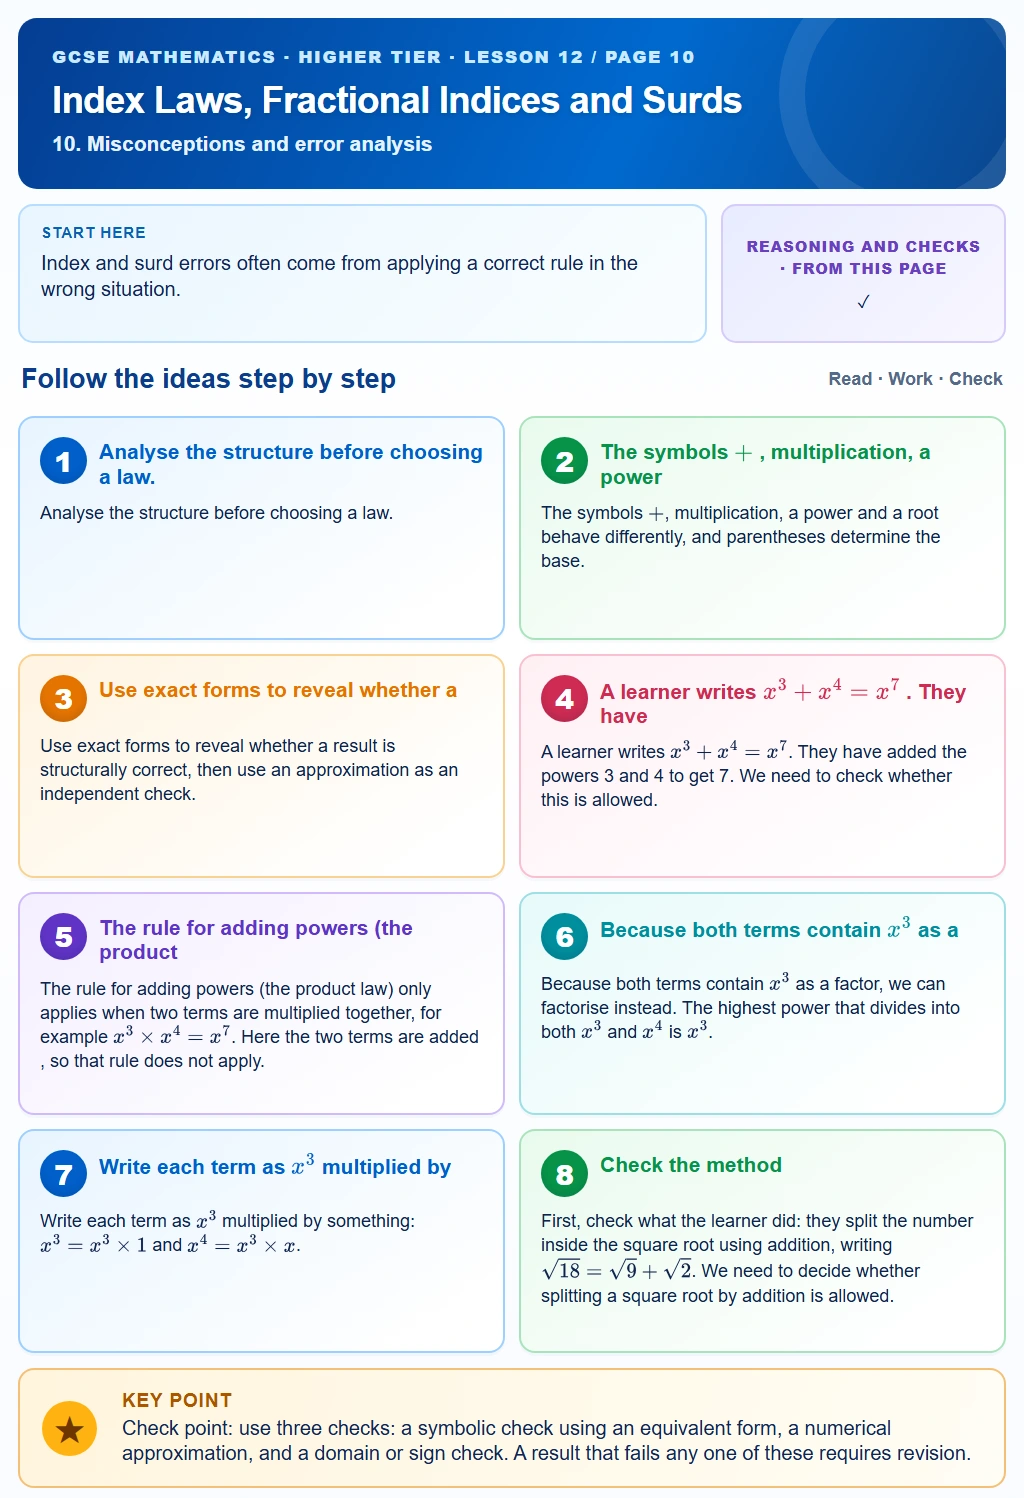 GCSE MATHEMATICS · HIGHER TIER · LESSON 12 / PAGE 10
Index Laws, Fractional Indices and Surds
10. Misconceptions and error analysis
START HERE
Index and surd errors often come from applying a correct rule in the
wrong situation.
REASONING AND CHECKS
· FROM THIS PAGE
✓
Follow the ideas step by step
Read · Work · Check
1
Analyse the structure before choosing
a law.
Analyse the structure before choosing a law.
2
The symbols + , multiplication, a
power
The symbols +, multiplication, a power and a root
behave differently, and parentheses determine the
base.
3
Use exact forms to reveal whether a
Use exact forms to reveal whether a result is
structurally correct, then use an approximation as an
independent check.
4
A learner writes x³ + x⁴ = x⁷ . They
have
A learner writes x³ + x⁴ = x⁷. They have added the
powers 3 and 4 to get 7. We need to check whether
this is allowed.
5
The rule for adding powers (the
product
The rule for adding powers (the product law) only
applies when two terms are multiplied together, for
example x³ × x⁴ = x⁷. Here the two terms are added
, so that rule does not apply.
6
Because both terms contain x³ as a
Because both terms contain x³ as a factor, we can
factorise instead. The highest power that divides into
both x³ and x⁴ is x³.
7
Write each term as x³ multiplied by
Write each term as x³ multiplied by something:
x³ = x³ × 1 and x⁴ = x³ × x.
8
Check the method
First, check what the learner did: they split the number
inside the square root using addition, writing
√18 = √9 + √2. We need to decide whether
splitting a square root by addition is allowed.
★
KEY POINT
Check point: use three checks: a symbolic check using an equivalent form, a numerical
approximation, and a domain or sign check. A result that fails any one of these requires revision.